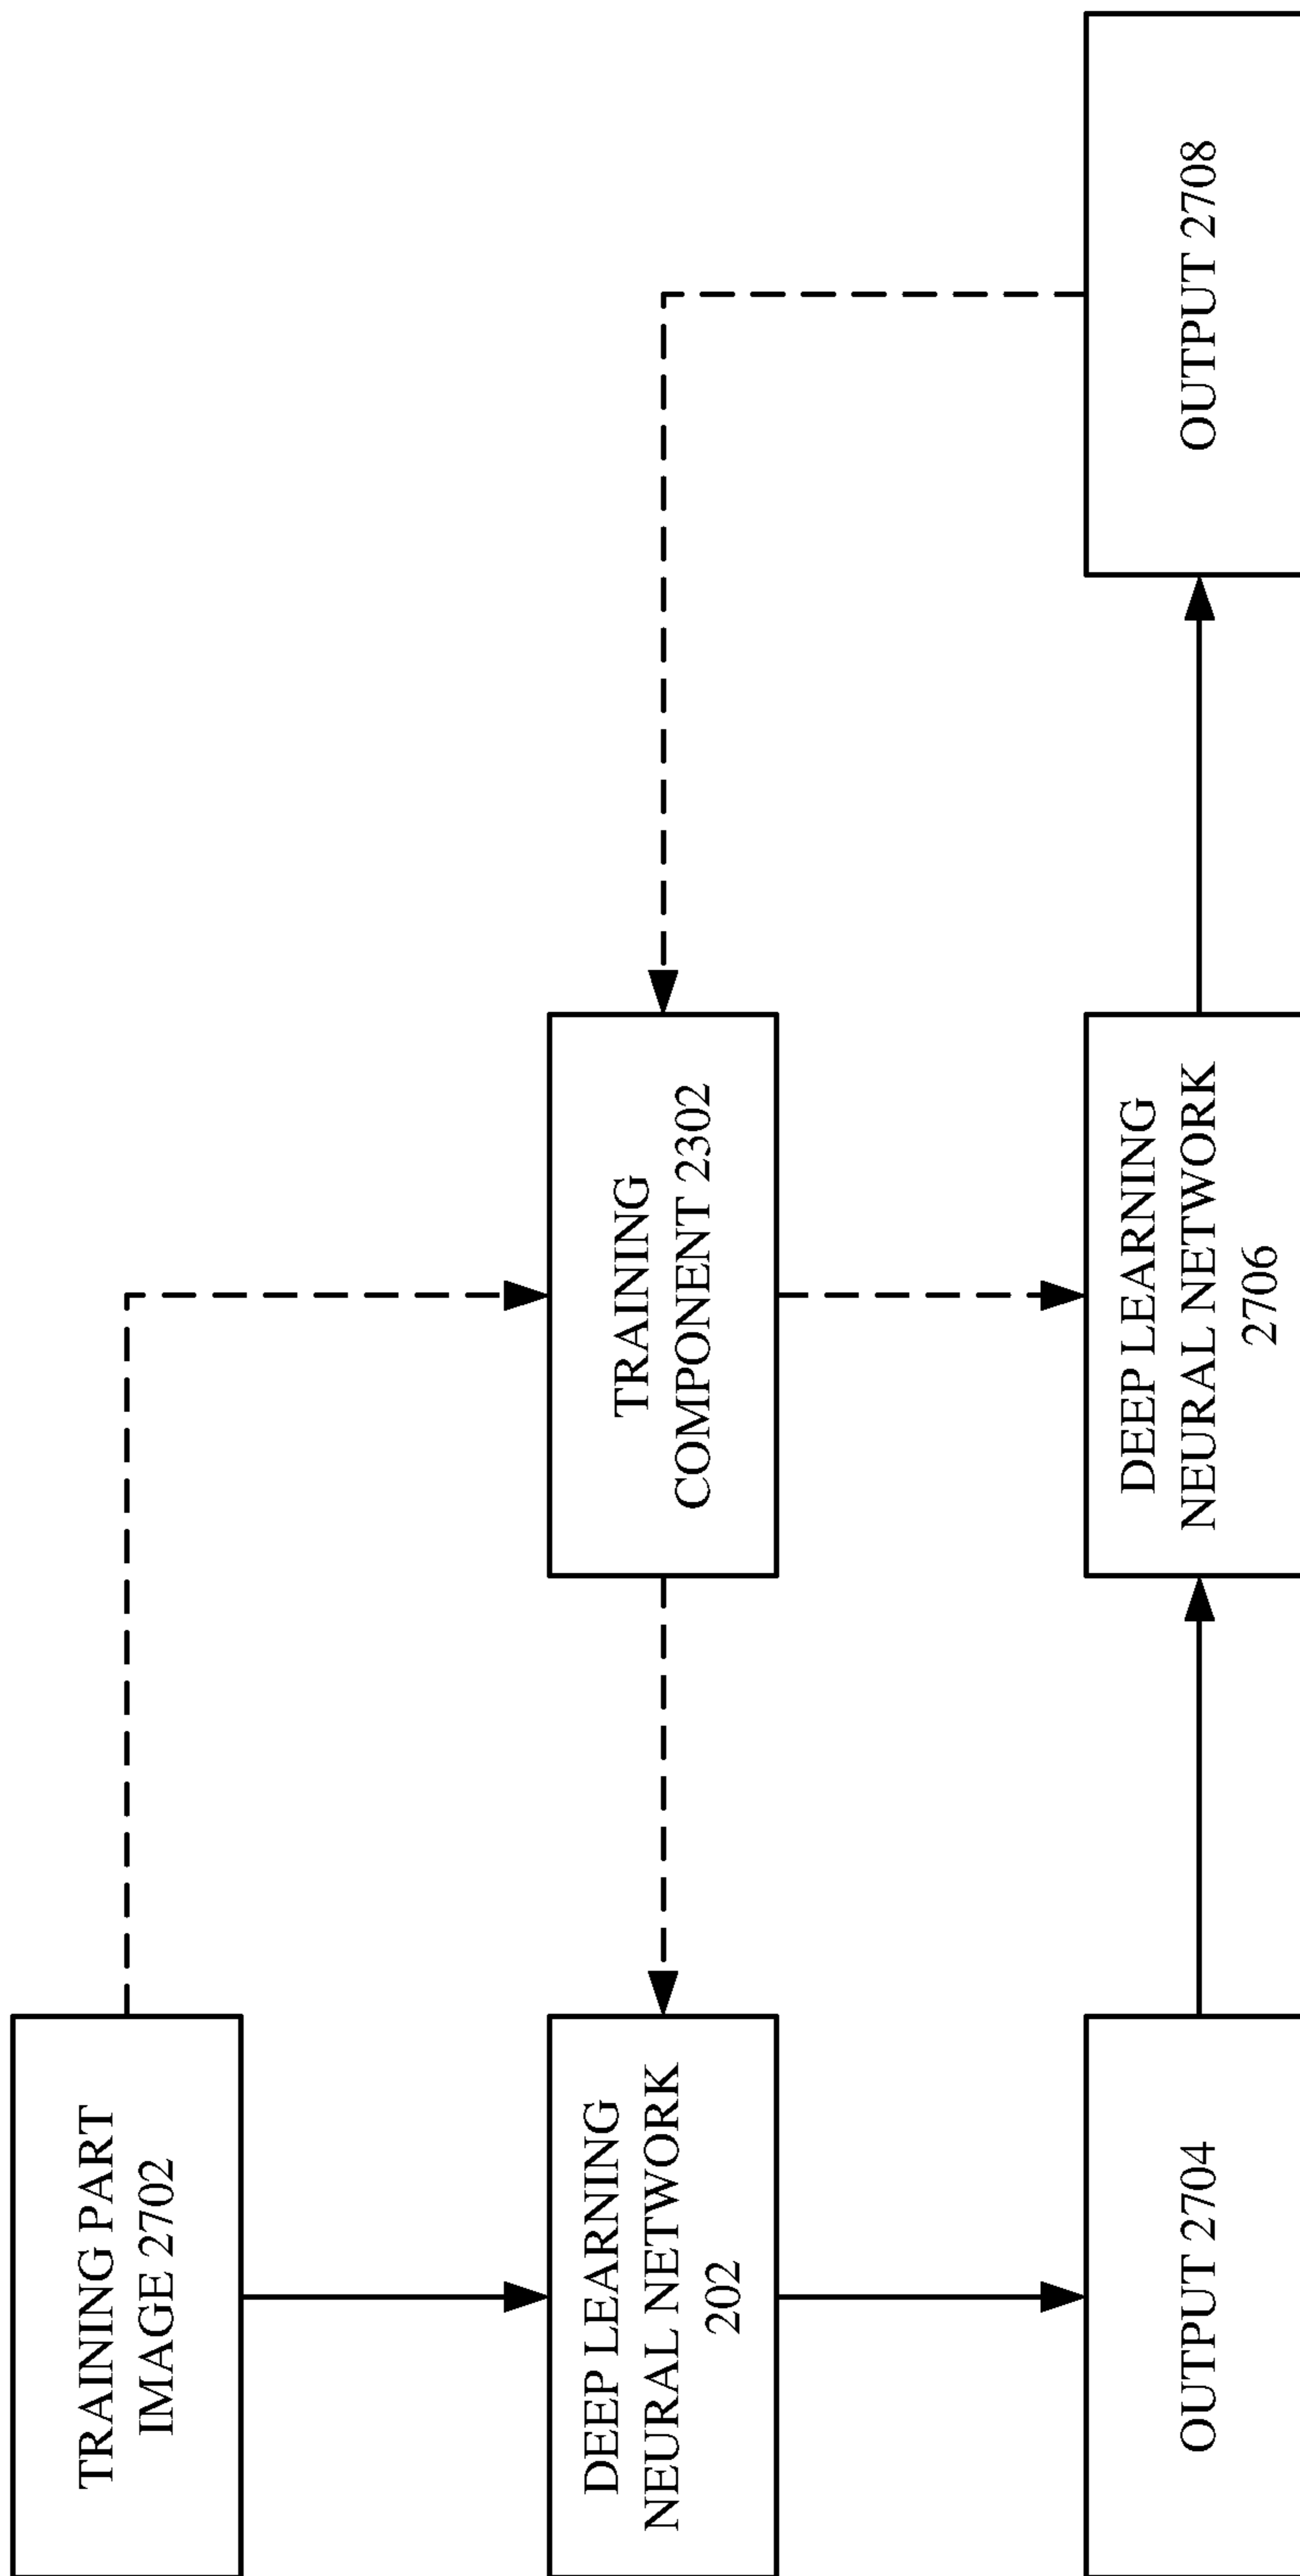 TRAINING PART
IMAGE 2702
DEEP LEARNING
NEURAL NETWORK
202
TRAINING
COMPONENT 2302
OUTPUT 2704
DEEP LEARNING
NEURAL NETWORK
2706
OUTPUT 2708